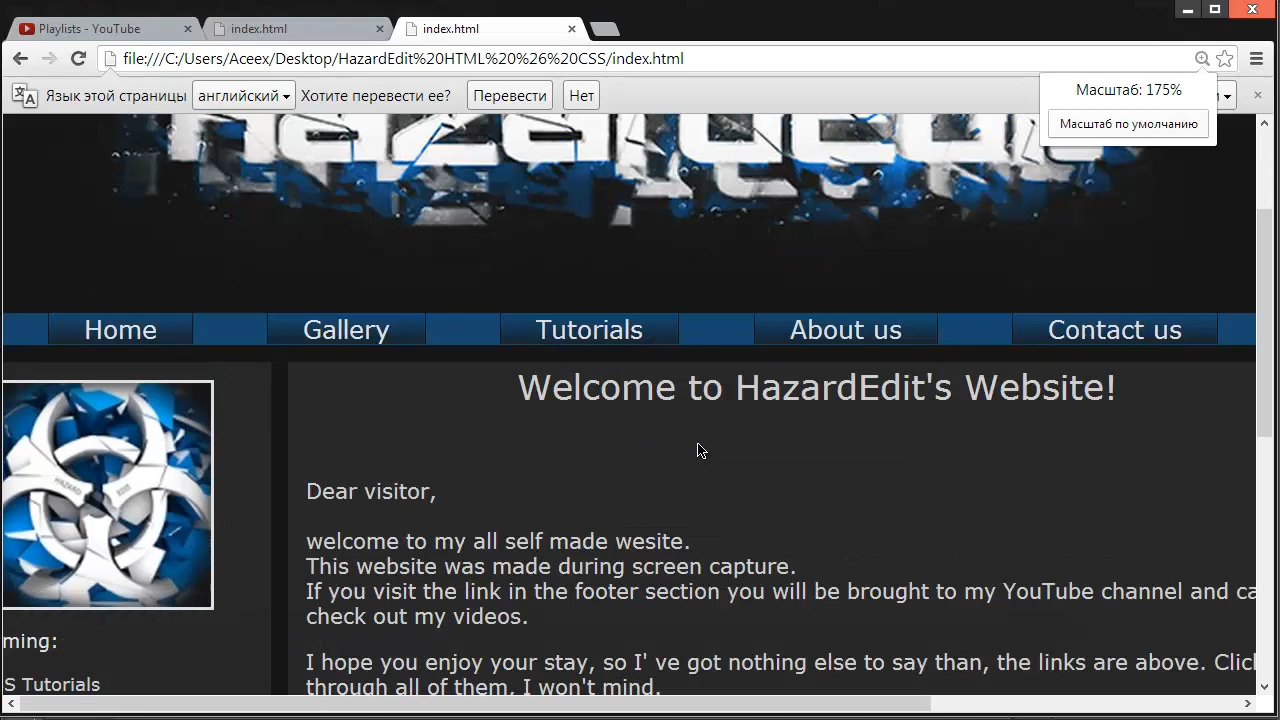 Playlists - YouTube
index.html
index.html
file:///C:/Users/Aceex/Desktop/HazardEdit%20HTML%20%26%20CSS/index.html
Язык этой страницы английский Хотите перевести ее? Перевести Нет
Масштаб: 175%
Масштаб по умолчанию
Home Gallery Tutorials About us Contact us
Welcome to HazardEdit's Website!
Dear visitor,
welcome to my all self made wesite.
This website was made during screen capture.
If you visit the link in the footer section you will be brought to my YouTube channel and ca
check out my videos.
I hope you enjoy your stay, so I' ve got nothing else to say than, the links are above. Clic
through all of them, I won't mind.
HAZARD EDIT
ming:
S Tutorials